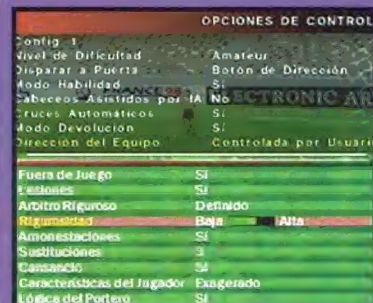 OPCIONES DE CONTROL
Config 1
Nivel de Dificultad Amateur
Disparar a Puerta Botón de Dirección
Modo Habilidad Sí
Cabeceos Asistidos por IA No
Cruces Automáticos Sí
Modo Devolución Sí
Dirección del Equipo Controlada por Usuari
ELECTRONIC AR
Fuera de Juego Sí
Lesiones Sí
Arbitro Riguroso Definido
Rigurosidad Baja Alta
Amonestaciones Sí
Sustituciones 3
Cansancio Sí
Características del Jugador Exagerado
Lógica del Portero Sí